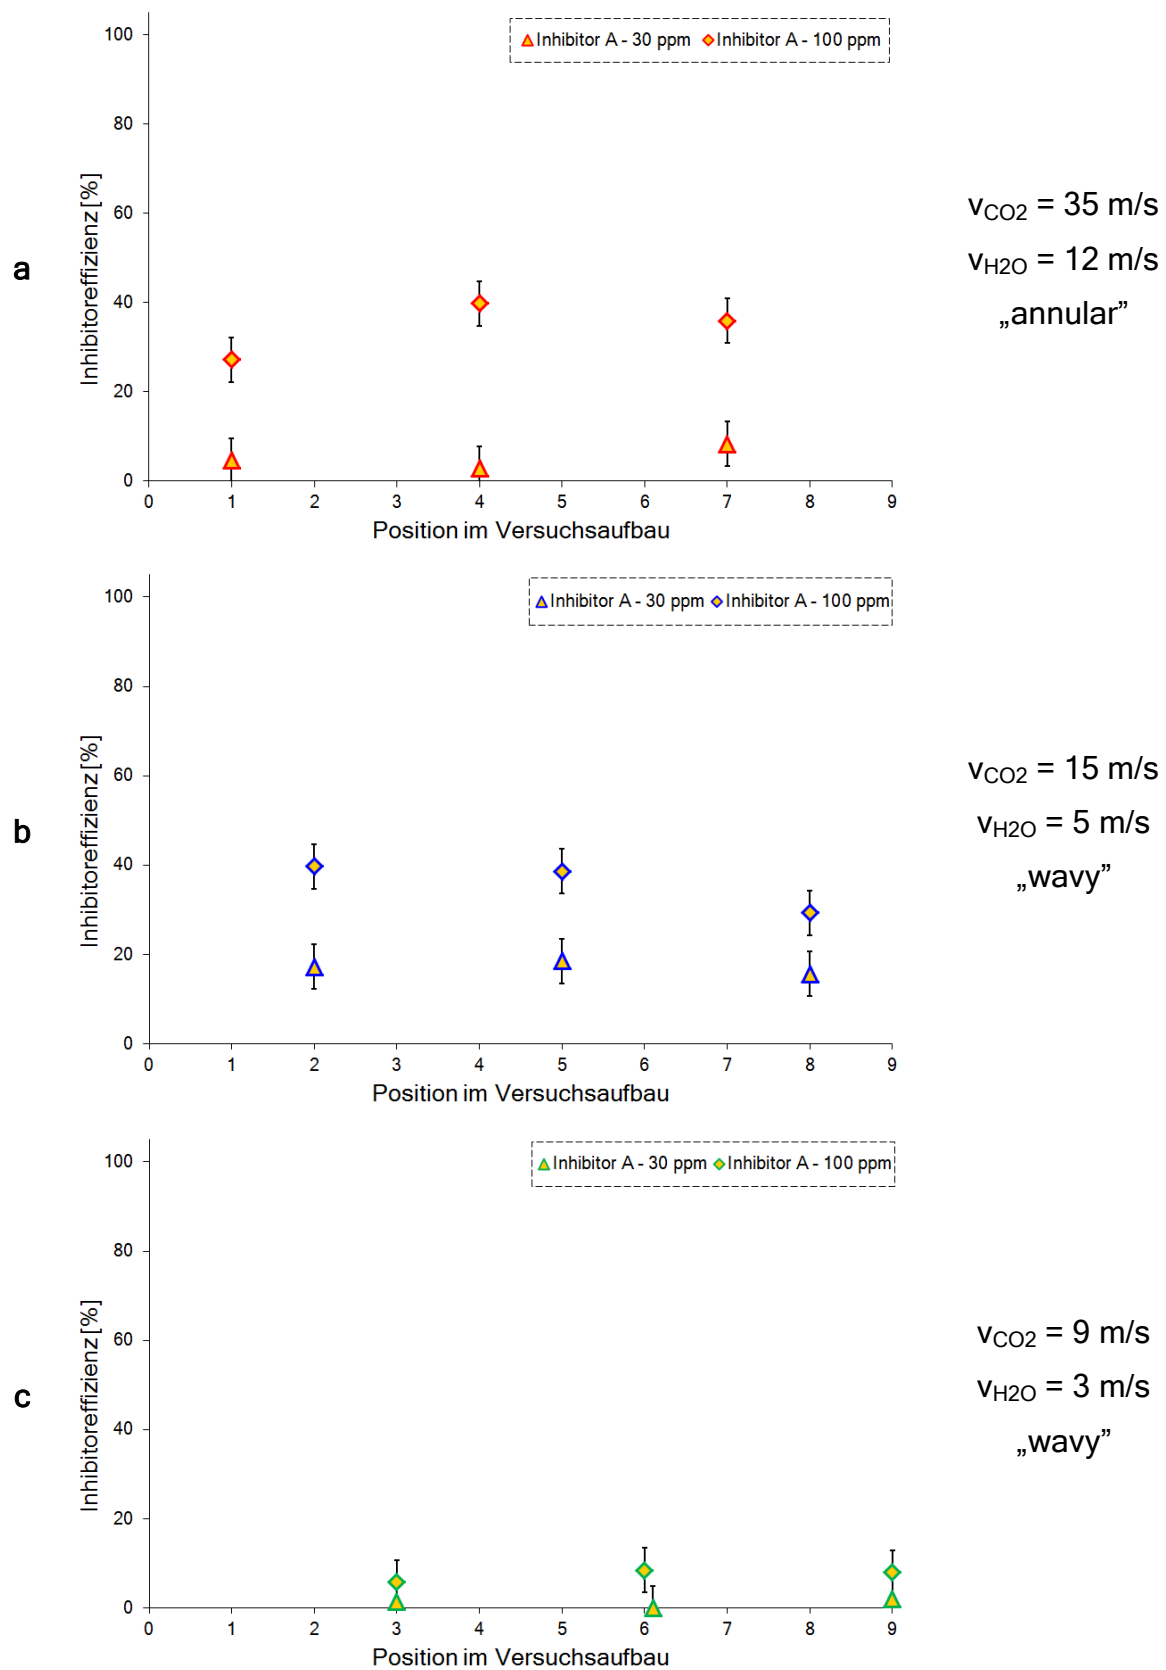 Inhibitor A - 30 ppm Inhibitor A - 100 ppm
100
80
60
40
20
0
Inhibitoreffizienz [%]
0 1 2 3 4 5 6 7 8 9
Position im Versuchsaufbau
a
vCO2 = 35 m/s
vH2O = 12 m/s
„annular”
Inhibitor A - 30 ppm Inhibitor A - 100 ppm
100
80
60
40
20
0
Inhibitoreffizienz [%]
0 1 2 3 4 5 6 7 8 9
Position im Versuchsaufbau
b
vCO2 = 15 m/s
vH2O = 5 m/s
„wavy”
Inhibitor A - 30 ppm Inhibitor A - 100 ppm
100
80
60
40
20
0
Inhibitoreffizienz [%]
0 1 2 3 4 5 6 7 8 9
Position im Versuchsaufbau
c
vCO2 = 9 m/s
vH2O = 3 m/s
„wavy”